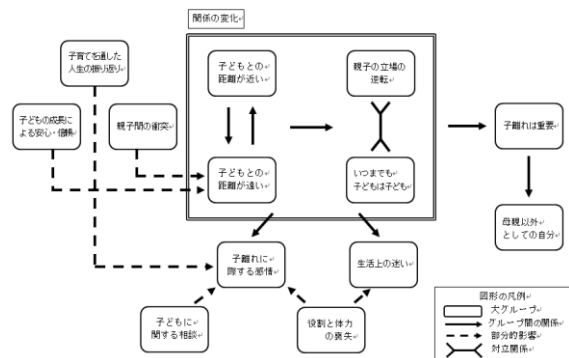 関係の変化
子育てを通した
人生の振り返り
子どもとの
距離が近い
親子の立場の
逆転
子どもの成長に
よる安心・信頼
親子間の衝突
子離れは重要
子どもとの
距離が遠い
いつまでも
子どもは子ども
母親以外
としての自分
子離れに
際する感情
生活上の迷い
子どもに
関する相談
役割と体力
の喪失
図形の凡例
大グループ
グループ間の関係
部分的影響
対立関係